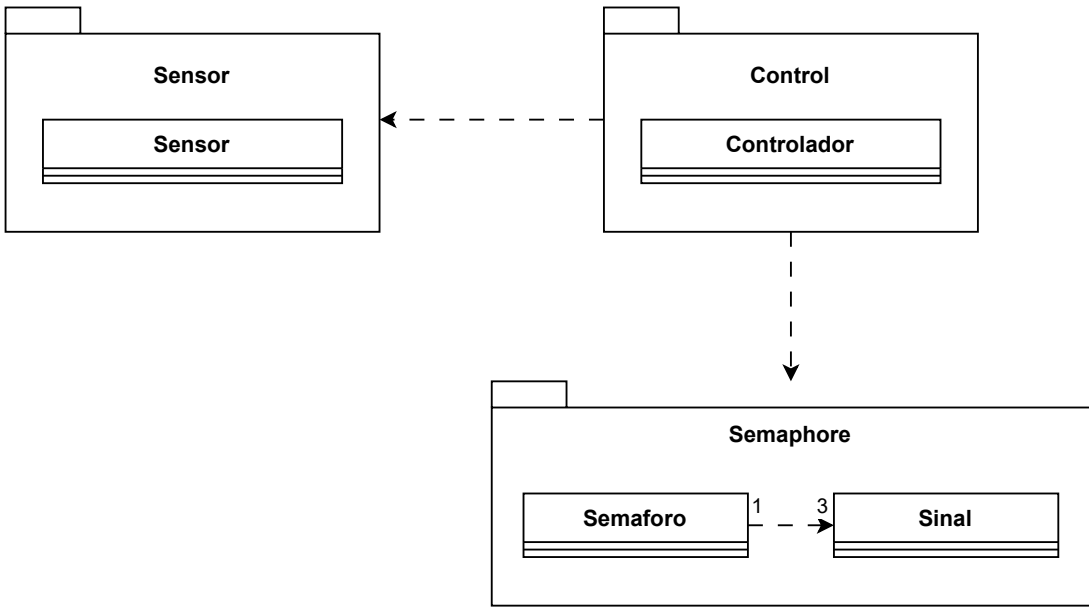 Sensor
Sensor
Control
Controlador
Semaphore
Semaforo
1
3
Sinal